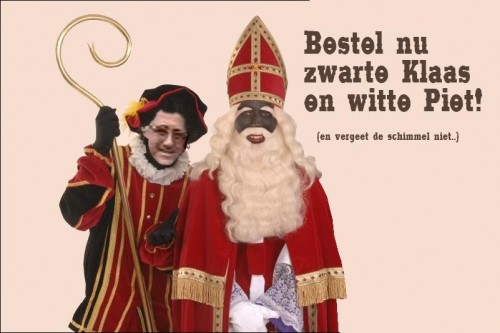 Bestel nu
zwarte Klaas
en witte Piet!
(en vergeet de schimmel niet..)